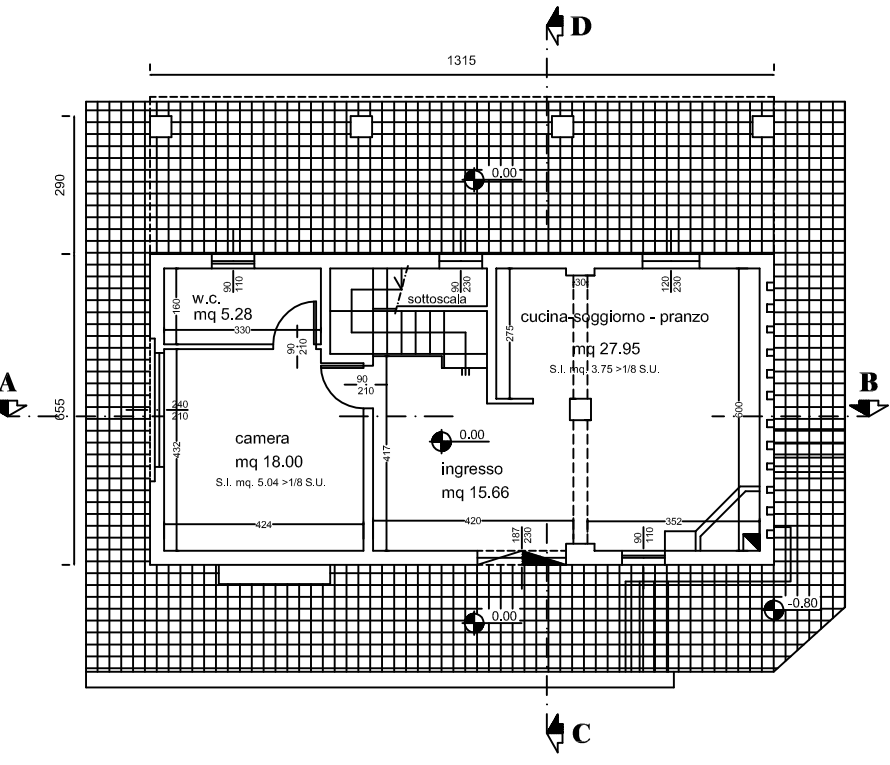 D
1315
290
0.00
90
110
90
230
120
230
30
w.c.
mq 5.28
160
330
sottoscala
cucina-soggiorno - pranzo
275
mq 27.95
S.I. mq. 3.75 >1/8 S.U.
90
210
90
210
A
B
655
240
210
600
camera
mq 18.00
S.I. mq. 5.04 >1/8 S.U.
432
417
0.00
ingresso
mq 15.66
424
420
352
187
230
90
110
0.00
-0.80
C